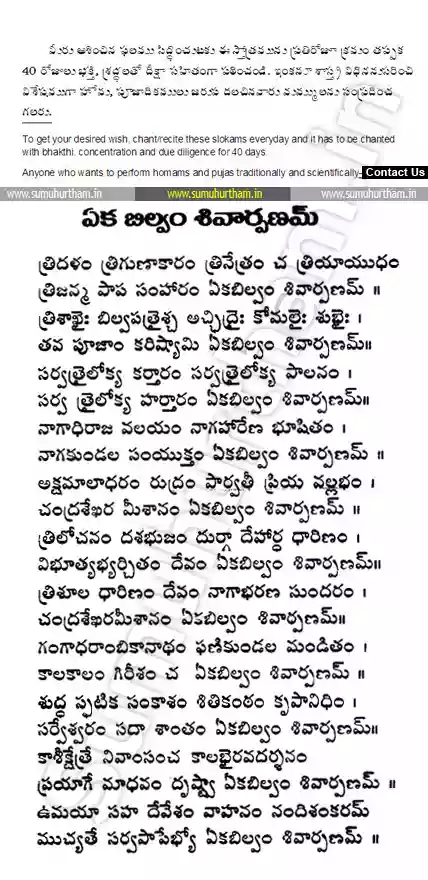 మీరు ఆశించిన ఫలము సిద్ధించుటకు ఈ స్తోత్రమును ప్రతిరోజూ క్రమం తప్పక
40 రోజులు భక్తి, శ్రద్ధలతో దీక్షా సహితంగా పఠించండి. ఇంకనూ శాస్త్ర విధిననుసరించి
విశేషముగా హోమ, పూజాదికములు జరుప దలచినవారు మమ్ములను సంప్రదించ
గలరు.
To get your desired wish, chant/recite these slokams everyday and it has to be chanted
with bhakthi, concentration and due diligence for 40 days.
Anyone who wants to perform homams and pujas traditionally and scientifically- Contact Us
www.sumuhurtham.in www.sumuhurtham.in www.sumuhurtham.in
ఏక బిల్వం శివార్పణమ్
త్రిదళం త్రిగుణాకారం త్రినేత్రం చ త్రియాయుధం
త్రిజన్మ పాప సంహారం ఏకబిల్వం శివార్పణమ్ ॥
త్రిశాఖైః బిల్వపత్రైశ్చ అచ్ఛిద్రైః కోమలైః శుభైః ।
తవ పూజాం కరిష్యామి ఏకబిల్వం శివార్పణమ్॥
సర్వత్రైలోక్య కర్తారం సర్వత్రైలోక్య పాలనం ।
సర్వ త్రైలోక్య హర్తారం ఏకబిల్వం శివార్పణమ్॥
నాగాధిరాజ వలయం నాగహారేణ భూషితం ।
నాగకుండల సంయుక్తం ఏకబిల్వం శివార్పణమ్ ॥
అక్షమాలాధరం రుద్రం పార్వతీ ప్రియ వల్లభం ।
చంద్రశేఖర మీశానం ఏకబిల్వం శివార్పణమ్ ॥
త్రిలోచనం దశభుజం దుర్గా దేహార్ధ ధారిణం ।
విభూత్యభ్యర్చితం దేవం ఏకబిల్వం శివార్పణమ్ ॥
త్రిశూల ధారిణం దేవం నాగాభరణ సుందరం ।
చంద్రశేఖరమీశానం ఏకబిల్వం శివార్పణమ్॥
గంగాధరాంబికానాథం ఫణికుండల మండితం ।
కాలకాలం గిరీశం చ ఏకబిల్వం శివార్పణమ్ ॥
శుద్ధ స్ఫటిక సంకాశం శితికంఠం కృపానిధిం ।
సర్వేశ్వరం సదా శాంతం ఏకబిల్వం శివార్పణమ్॥
కాశీక్షేత్రే నివాంసంచ కాలభైరవదర్శనం
ప్రయాగే మాధవం దృష్ట్వా ఏకబిల్వం శివార్పణమ్ ॥
ఉమయా సహ దేవేశం వాహనం నందిశంకరమ్
ముచ్యతే సర్వపాపేభ్యో ఏకబిల్వం శివార్పణమ్ ॥
sumuhurtham.in